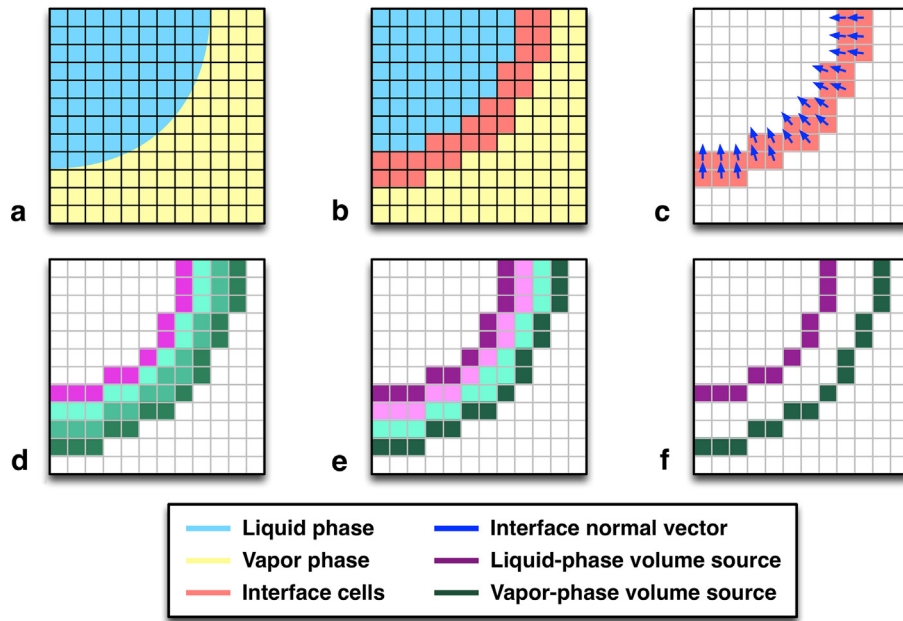 a
b
c
d
e
f
Liquid phase
Vapor phase
Interface cells
Interface normal vector
Liquid-phase volume source
Vapor-phase volume source